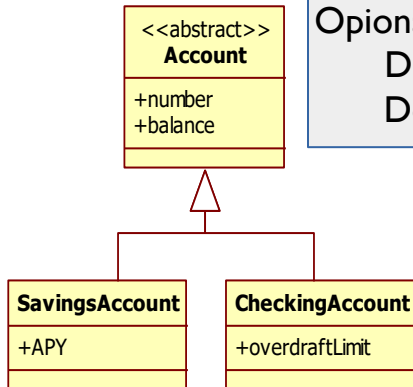 <<abstract>>
Account
+number
+balance
Opion
D
D
SavingsAccount
+APY
CheckingAccount
+overdraftLimit